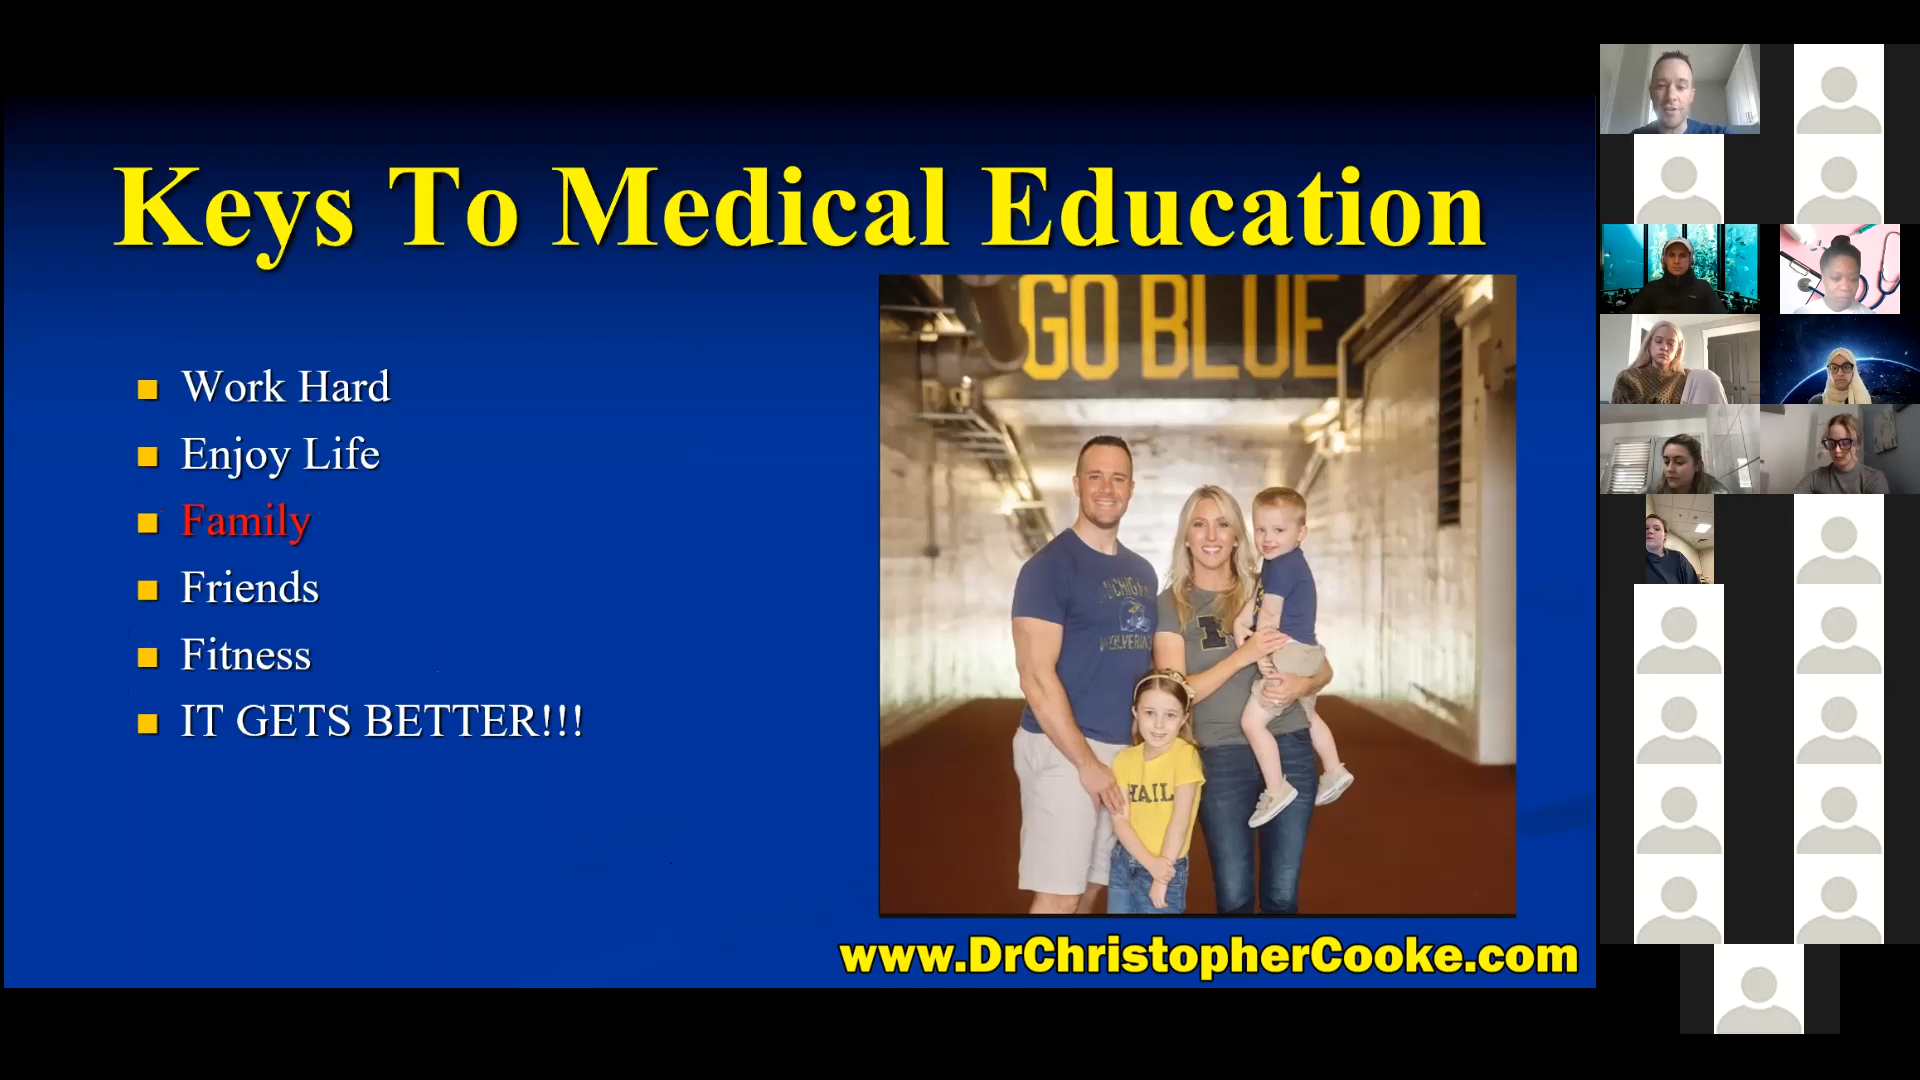 Keys To Medical Education
Work Hard
Enjoy Life
Family
Friends
Fitness
IT GETS BETTER!!!
GO BLUE
HAIL
www.DrChristopherCooke.com